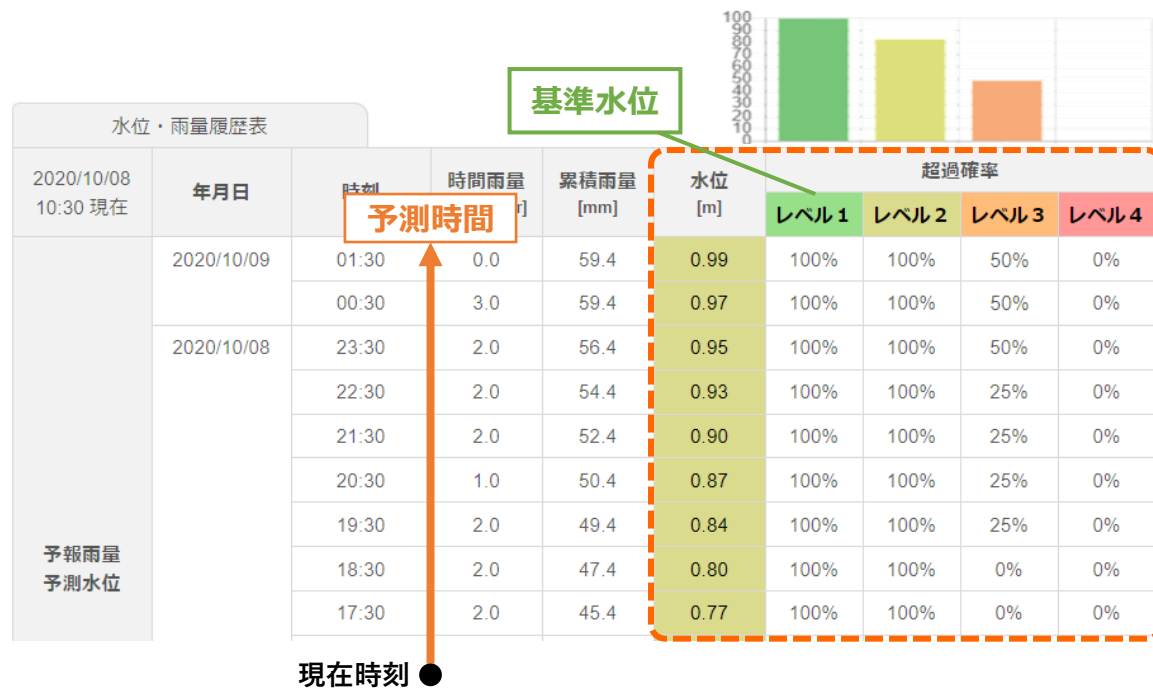 100
90
80
70
60
50
40
30
20
10
0
基準水位
水位・雨量履歴表
2020/10/08
10:30 現在
年月日
時間雨量
累積雨量
[mm]
水位
[m]
超過確率
レベル 1 レベル 2 レベル 3 レベル 4
予測時間
2020/10/09 01:30 0.0 59.4 0.99 100% 100% 50% 0%
00:30 3.0 59.4 0.97 100% 100% 50% 0%
2020/10/08 23:30 2.0 56.4 0.95 100% 100% 50% 0%
22:30 2.0 54.4 0.93 100% 100% 25% 0%
21:30 2.0 52.4 0.90 100% 100% 25% 0%
20:30 1.0 50.4 0.87 100% 100% 25% 0%
19:30 2.0 49.4 0.84 100% 100% 25% 0%
予報雨量
予測水位
18:30 2.0 47.4 0.80 100% 100% 0% 0%
17:30 2.0 45.4 0.77 100% 100% 0% 0%
現在時刻